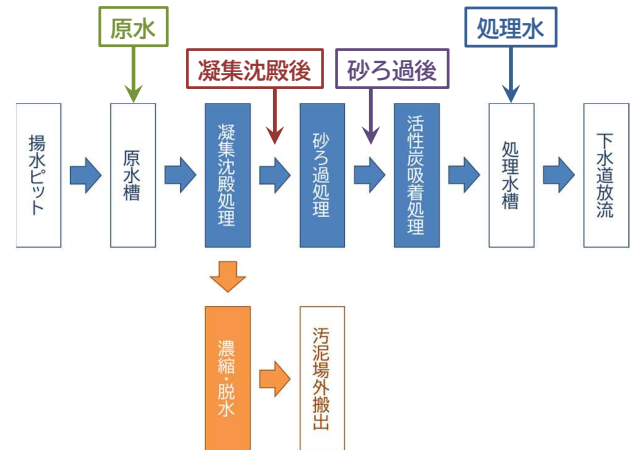 原水
凝集沈殿後
砂ろ過後
処理水
揚水ピット
原水槽
凝集沈殿処理
砂ろ過処理
活性炭吸着処理
処理水槽
下水道放流
濃縮・脱水
汚泥場外搬出